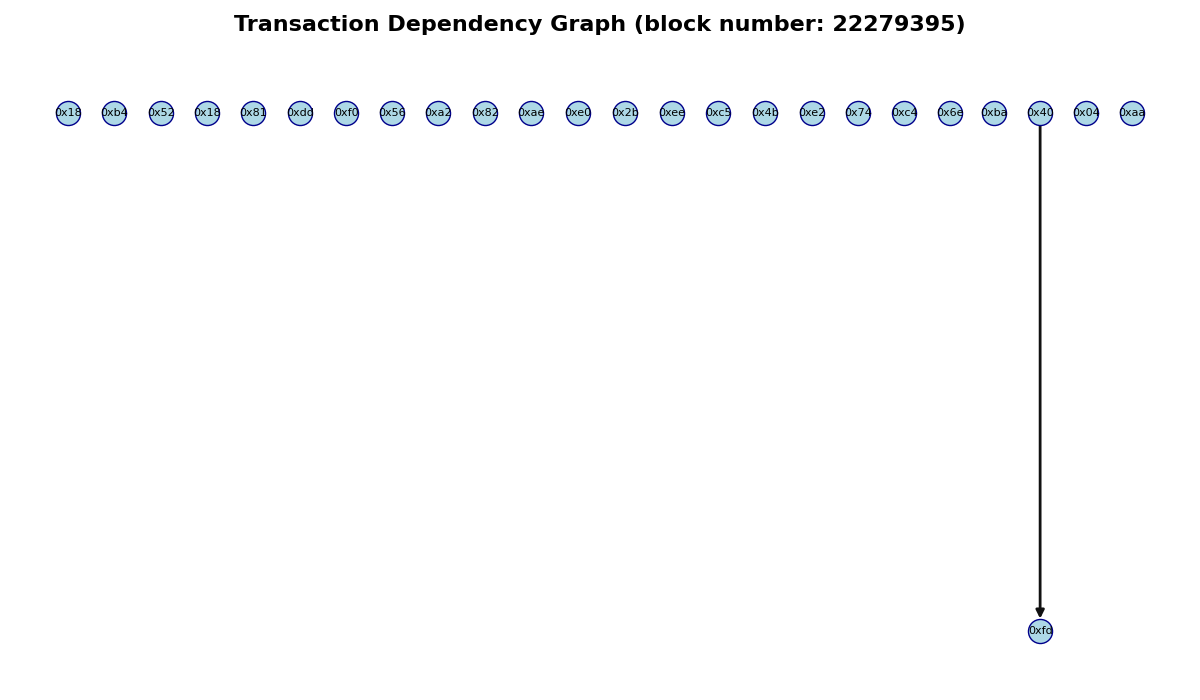 Transaction Dependency Graph (block number: 22279395)
0x18 0xb4 0x52 0x18 0x81 0xdd 0xf0 0x56 0xa2 0x82 0xae 0xe0 0x2b 0xee 0xc5 0x4b 0xe2 0x74 0xc4 0x6e 0xba 0x40 0x04 0xaa
0xfd